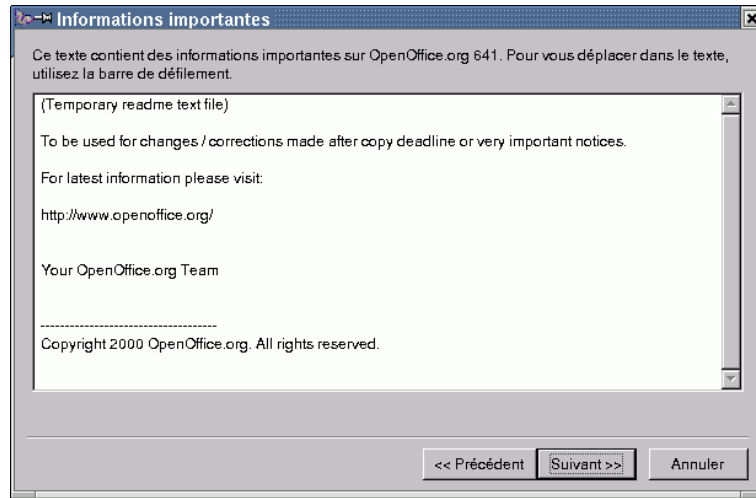 Informations importantes
Ce texte contient des informations importantes sur OpenOffice.org 641. Pour vous déplacer dans le texte,
utilisez la barre de défilement.
(Temporary readme text file)
To be used for changes / corrections made after copy deadline or very important notices.
For latest information please visit:
http://www.openoffice.org/
Your OpenOffice.org Team
------------------------------------
Copyright 2000 OpenOffice.org. All rights reserved.
<< Précédent
Suivant >>
Annuler